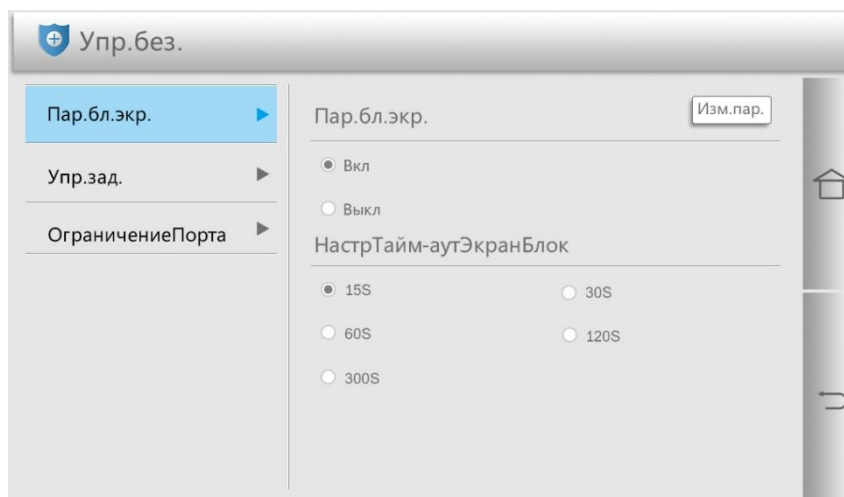 Упр.без.
Пар.бл.экр.
Упр.зад.
ОграничениеПорта
Пар.бл.экр.
Изм.пар.
Вкл
Выкл
НастрТайм-аутЭкранБлок
15S 30S
60S 120S
300S